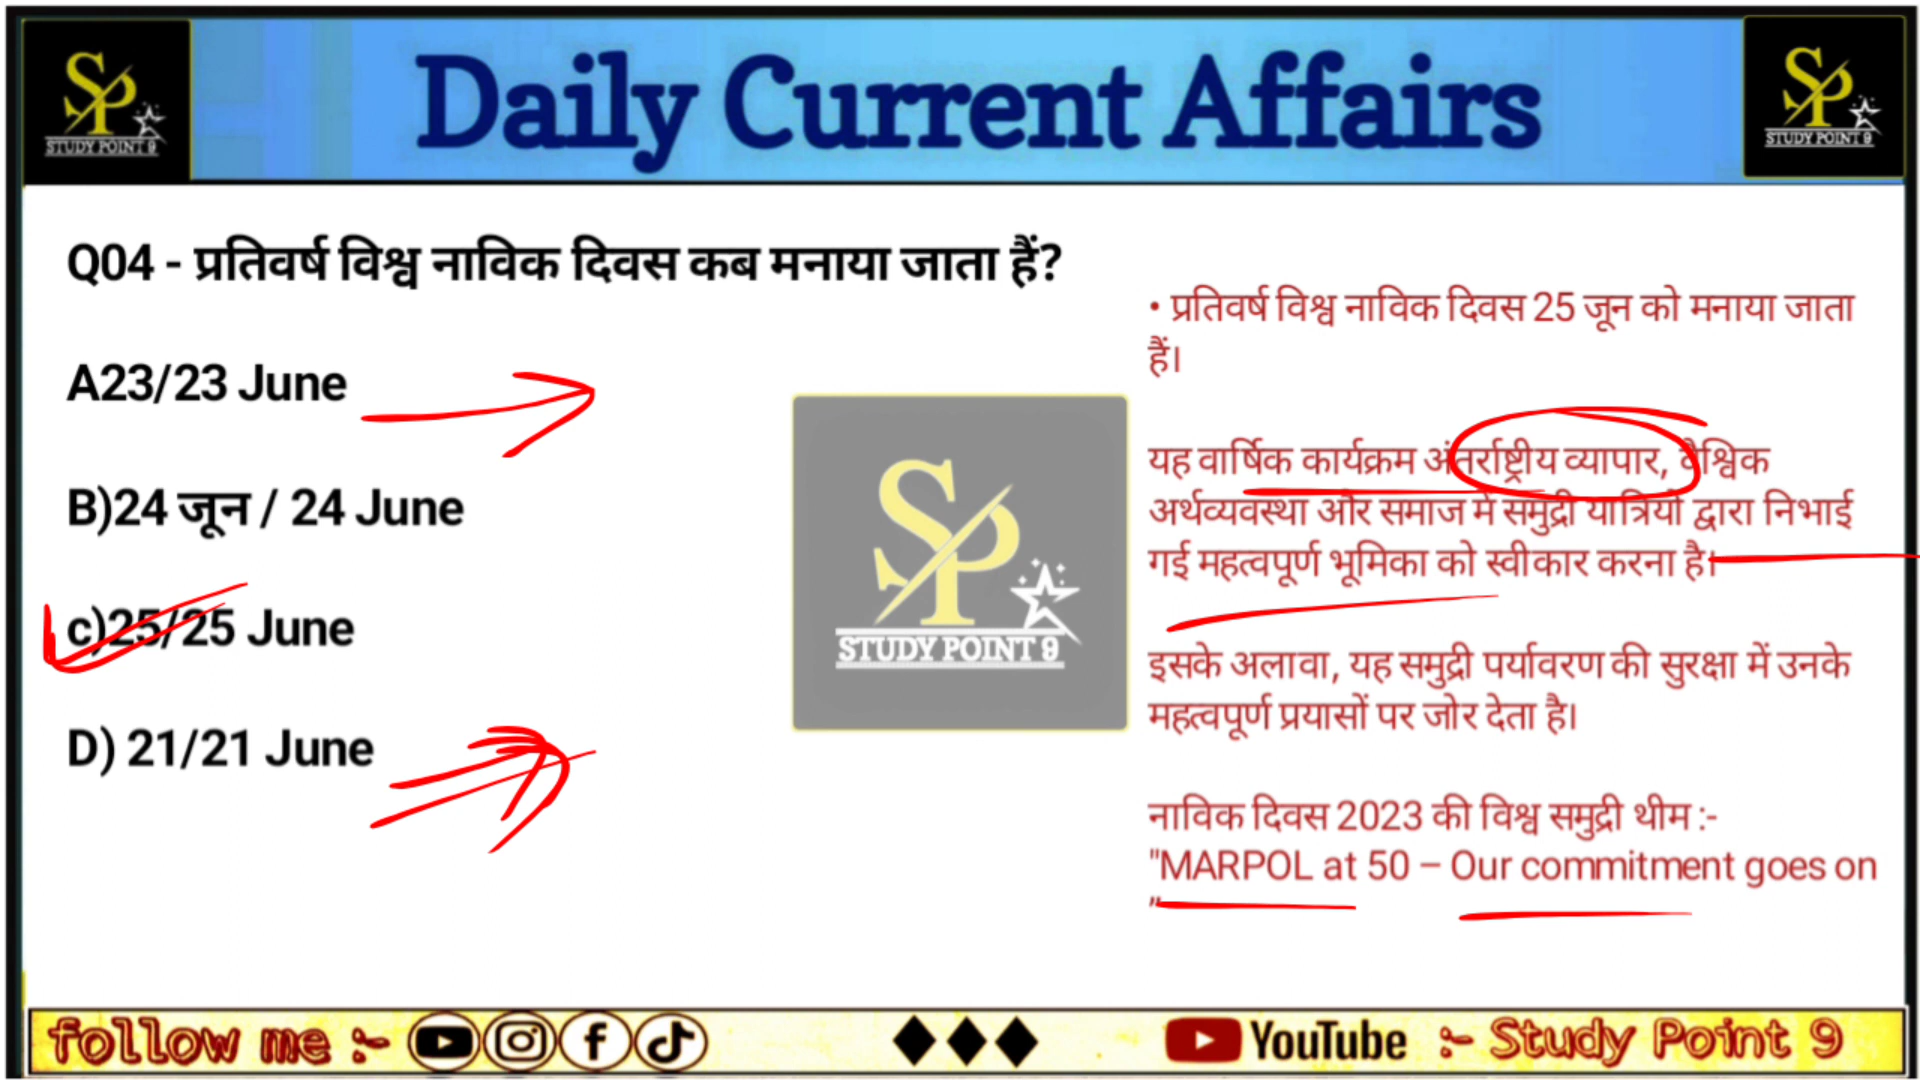 SP
STUDY POINT 9
Daily Current Affairs
SP
STUDY POINT 9
Q04 - प्रतिवर्ष विश्व नाविक दिवस कब मनाया जाता हैं?
A23/23 June
B)24 जून / 24 June
c)25/25 June
D) 21/21 June
SP
STUDY POINT 9
• प्रतिवर्ष विश्व नाविक दिवस 25 जून को मनाया जाता
हैं।
यह वार्षिक कार्यक्रम अंतर्राष्ट्रीय व्यापार, वैश्विक
अर्थव्यवस्था और समाज में समुद्री यात्रियों द्वारा निभाई
गई महत्वपूर्ण भूमिका को स्वीकार करना है।
इसके अलावा, यह समुद्री पर्यावरण की सुरक्षा में उनके
महत्वपूर्ण प्रयासों पर जोर देता है।
नाविक दिवस 2023 की विश्व समुद्री थीम :-
"MARPOL at 50 – Our commitment goes on
”
follow me :-
YouTube :- Study Point 9